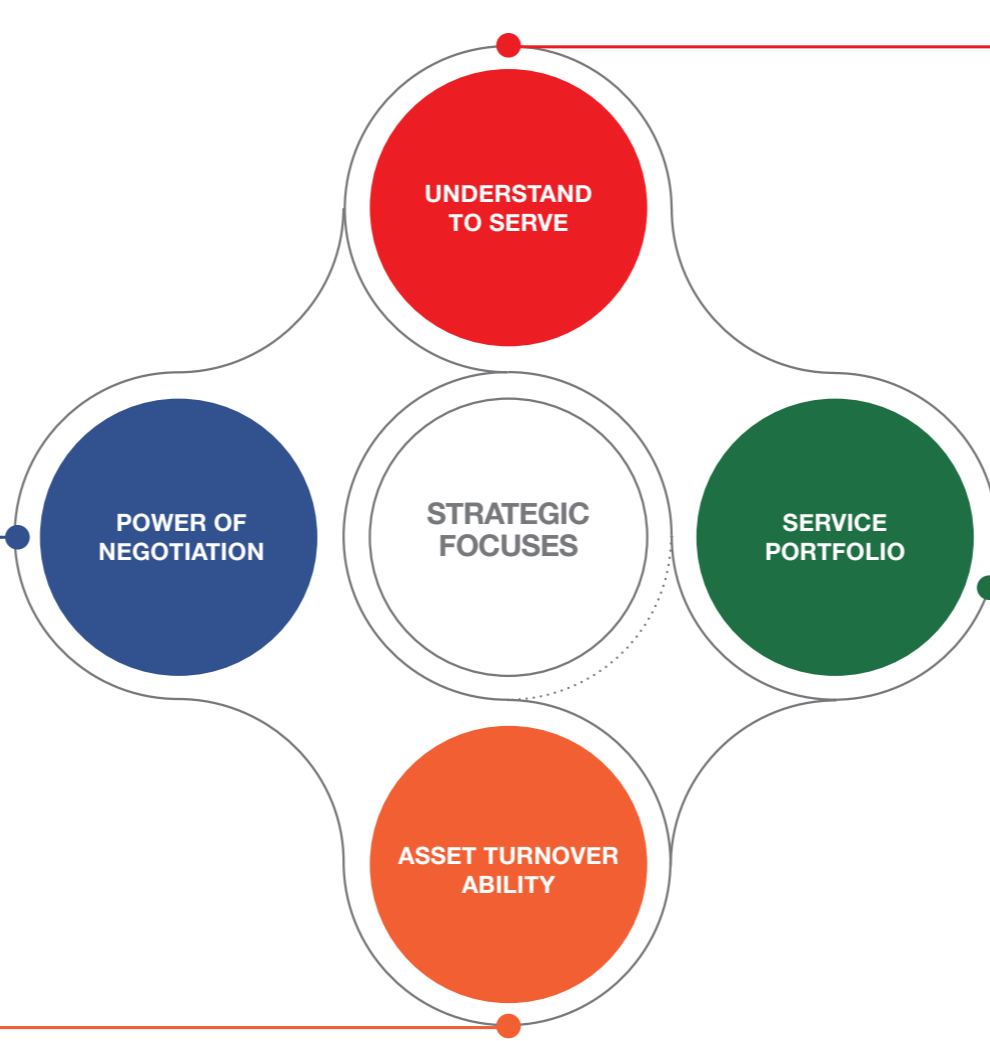 UNDERSTAND
TO SERVE
POWER OF
NEGOTIATION
STRATEGIC
FOCUSES
SERVICE
PORTFOLIO
ASSET TURNOVER
ABILITY